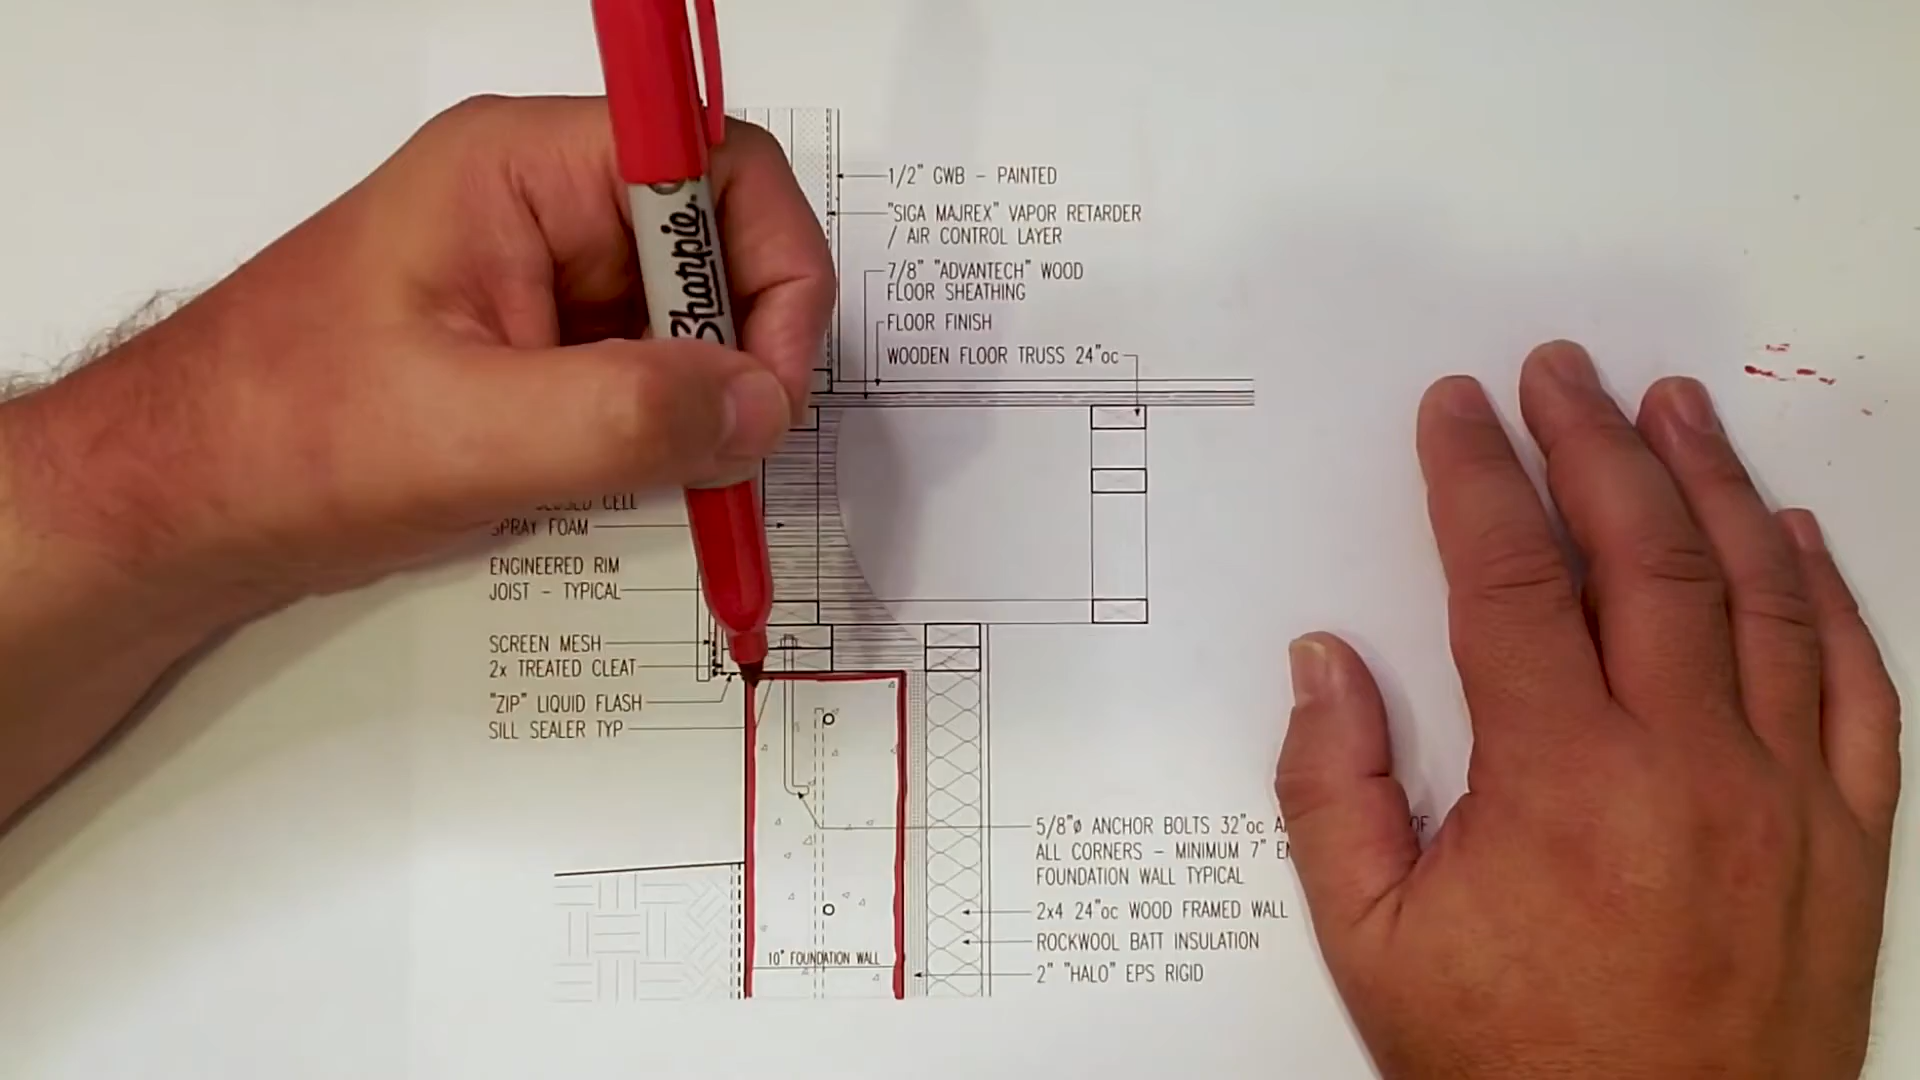 Sharpie
1/2" GWB - PAINTED
"SIGA MAJREX" VAPOR RETARDER
/ AIR CONTROL LAYER
7/8" "ADVANTECH" WOOD
FLOOR SHEATHING
FLOOR FINISH
WOODEN FLOOR TRUSS 24"oc
CLOSED CELL
SPRAY FOAM
ENGINEERED RIM
JOIST - TYPICAL
SCREEN MESH
2x TREATED CLEAT
"ZIP" LIQUID FLASH
SILL SEALER TYP
5/8"ø ANCHOR BOLTS 32"oc OF
ALL CORNERS - MINIMUM 7"
FOUNDATION WALL TYPICAL
2x4 24"oc WOOD FRAMED WALL
ROCKWOOL BATT INSULATION
2" "HALO" EPS RIGID
10" FOUNDATION WALL